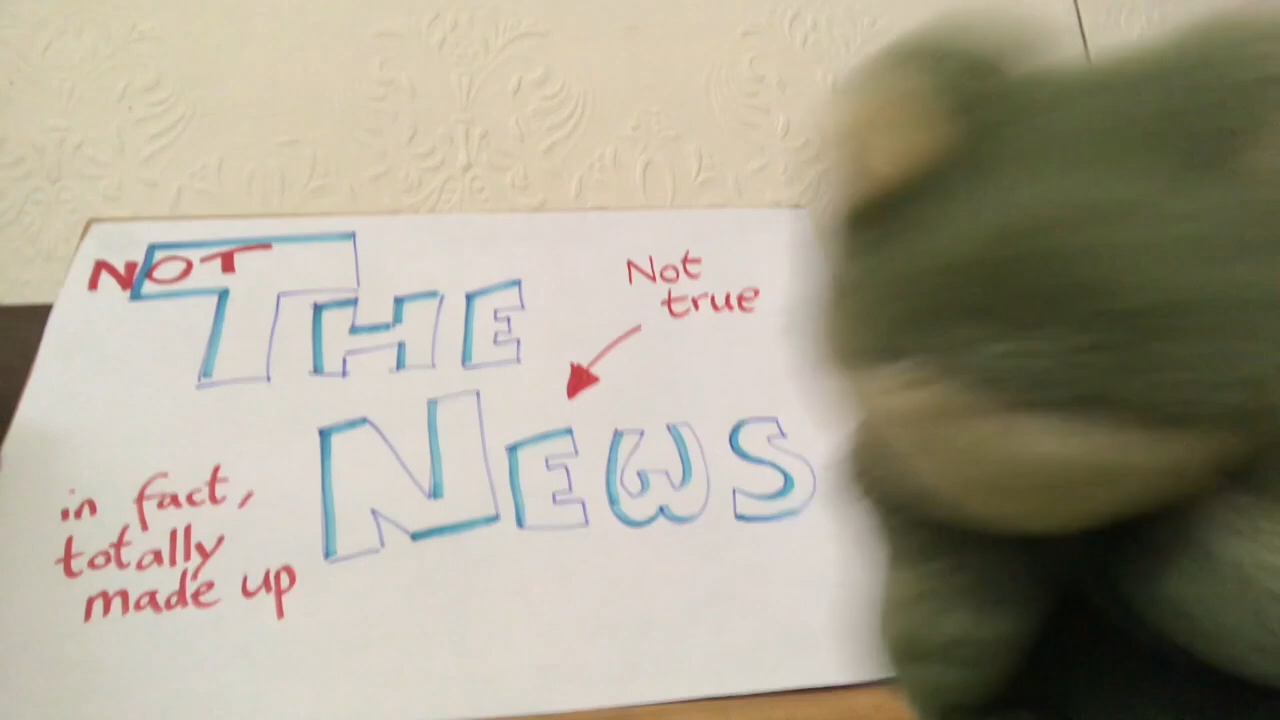 NOT
THE
NEWS
Not
true
in fact,
totally
made up